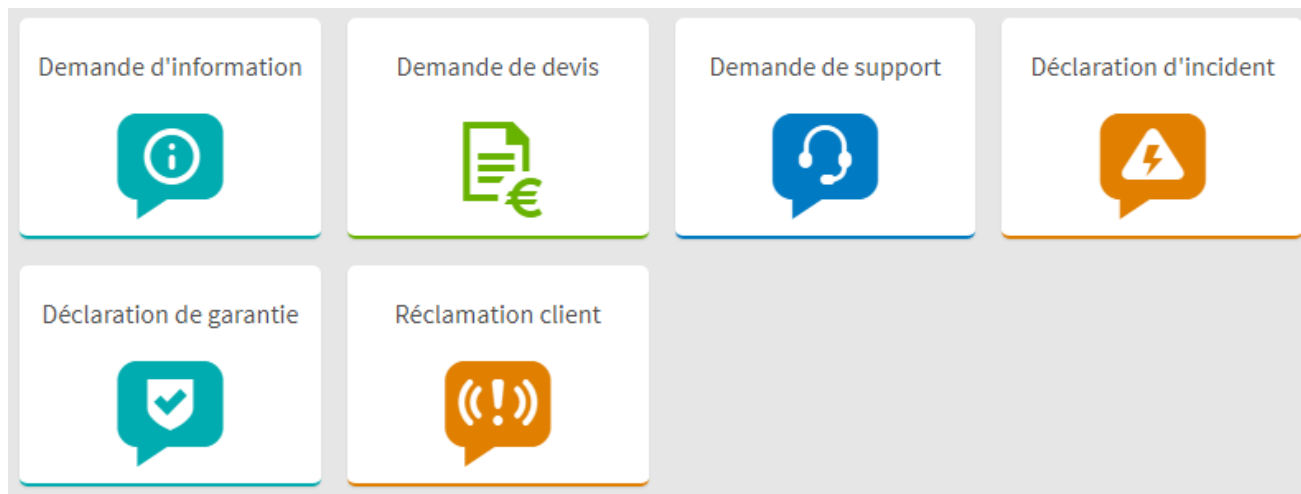 Demande d'information
Demande de devis
Demande de support
Déclaration d'incident
Déclaration de garantie
Réclamation client